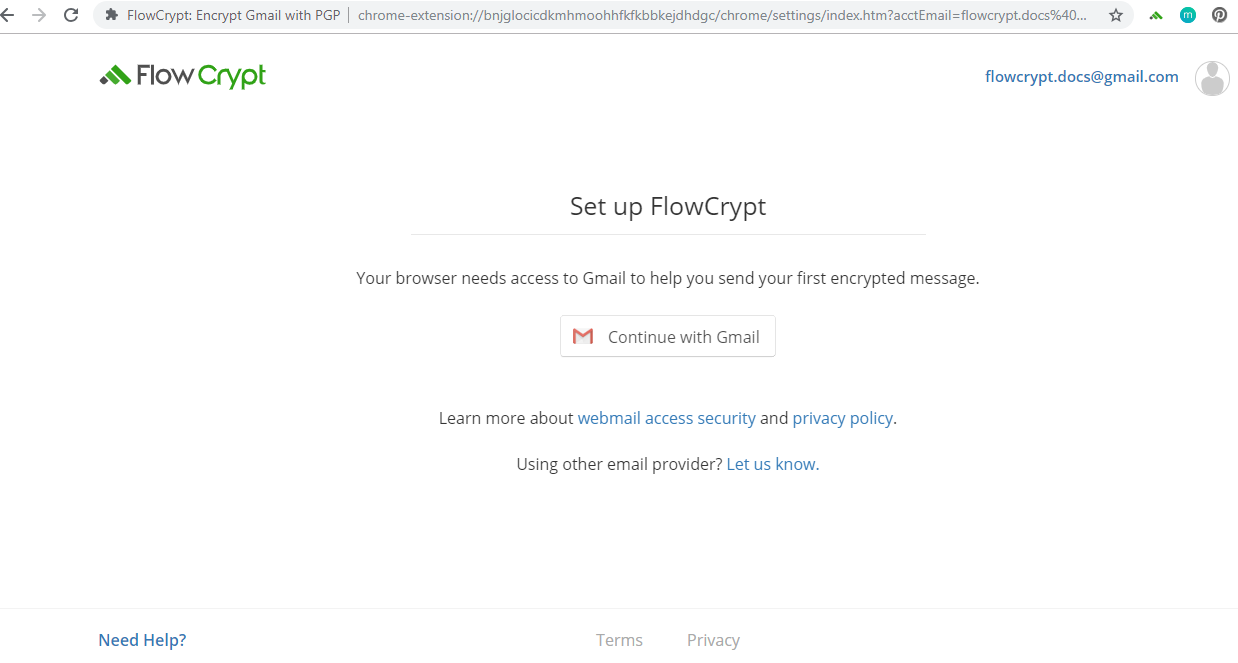 FlowCrypt: Encrypt Gmail with PGP | chrome-extension://bnjglocicdkmhmoohhfkfkbbkejdhdgc/chrome/settings/index.htm?acctEmail=flowcrypt.docs%40...
m
FlowCrypt
flowcrypt.docs@gmail.com
Set up FlowCrypt
Your browser needs access to Gmail to help you send your first encrypted message.
Continue with Gmail
Learn more about webmail access security and privacy policy.
Using other email provider? Let us know.
Need Help?
Terms
Privacy